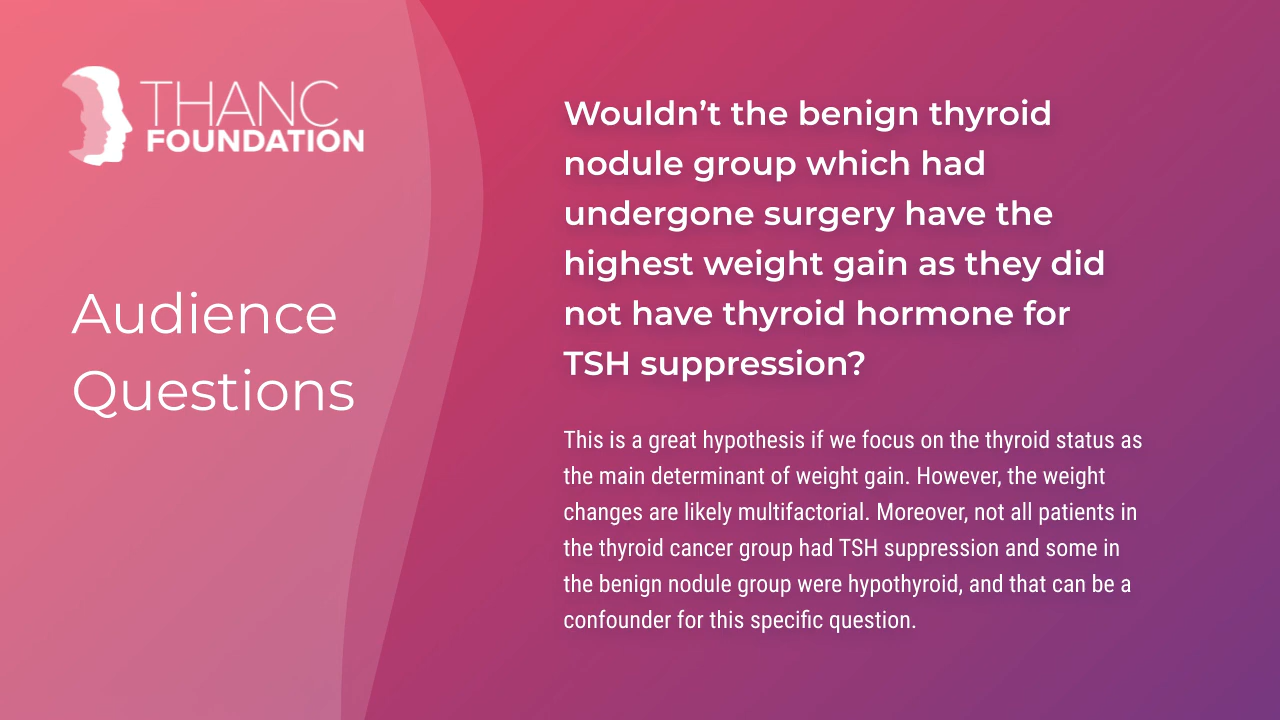 THANC
FOUNDATION
Audience
Questions
Wouldn’t the benign thyroid
nodule group which had
undergone surgery have the
highest weight gain as they did
not have thyroid hormone for
TSH suppression?
This is a great hypothesis if we focus on the thyroid status as
the main determinant of weight gain. However, the weight
changes are likely multifactorial. Moreover, not all patients in
the thyroid cancer group had TSH suppression and some in
the benign nodule group were hypothyroid, and that can be a
confounder for this specific question.